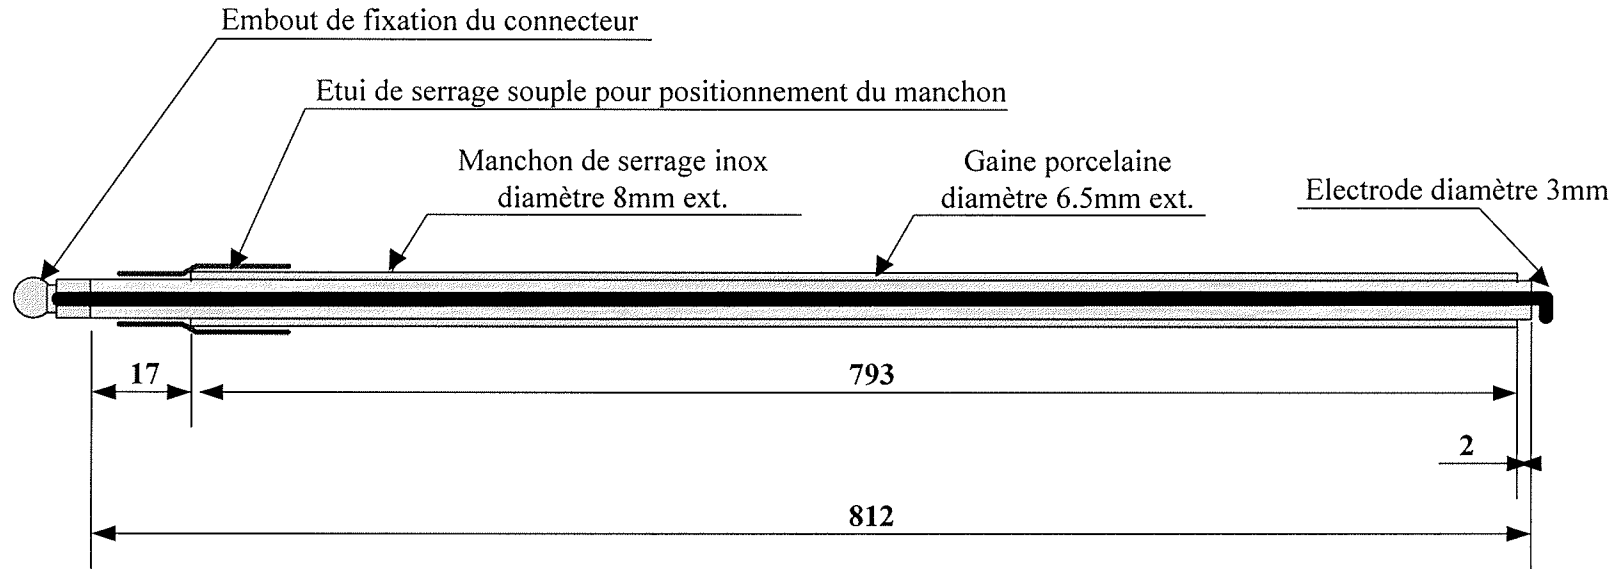 Embout de fixation du connecteur
Etui de serrage souple pour positionnement du manchon
Manchon de serrage inox
diamètre 8mm ext.
Gaine porcelaine
diamètre 6.5mm ext.
Electrode diamètre 3mm
17
793
2
812